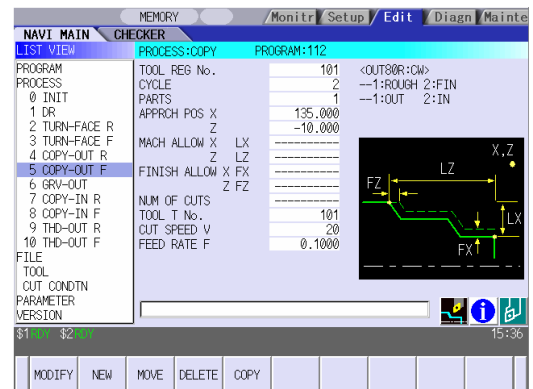 MEMORY Monitr Setup Edit Diagn Mainte
NAVI MAIN CHECKER
LIST VIEW PROCESS:COPY PROGRAM:112
PROGRAM TOOL REG No. 101 <OUT80R:CW>
PROCESS CYCLE 2 --1:ROUGH 2:FIN
0 INIT PARTS 1 --1:OUT 2:IN
1 DR APPRCH POS X 135.000
2 TURN-FACE R Z -10.000
3 TURN-FACE F MACH ALLOW X LX ----------
4 COPY-OUT R Z LZ ----------
5 COPY-OUT F FINISH ALLOW X FX ----------
6 GRV-OUT Z FZ ----------
7 COPY-IN R NUM OF CUTS ----------
8 COPY-IN F TOOL T No. 101
9 THD-OUT R CUT SPEED V 20
10 THD-OUT F FEED RATE F 0.1000
X,Z
LZ
FZ
LX
FX
FILE
TOOL
CUT CONDTN
PARAMETER
VERSION
$1 RDY $2 RDY 15:36
MODIFY NEW MOVE DELETE COPY